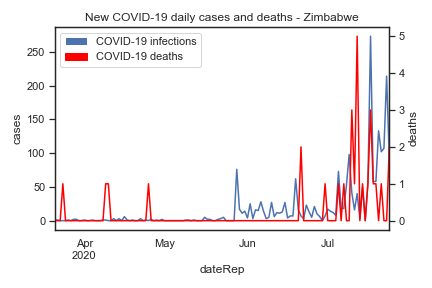 New COVID-19 daily cases and deaths - Zimbabwe
COVID-19 infections
COVID-19 deaths
250
200
150
100
50
0
cases
5
4
3
2
1
0
deaths
Apr
2020
May
Jun
Jul
dateRep